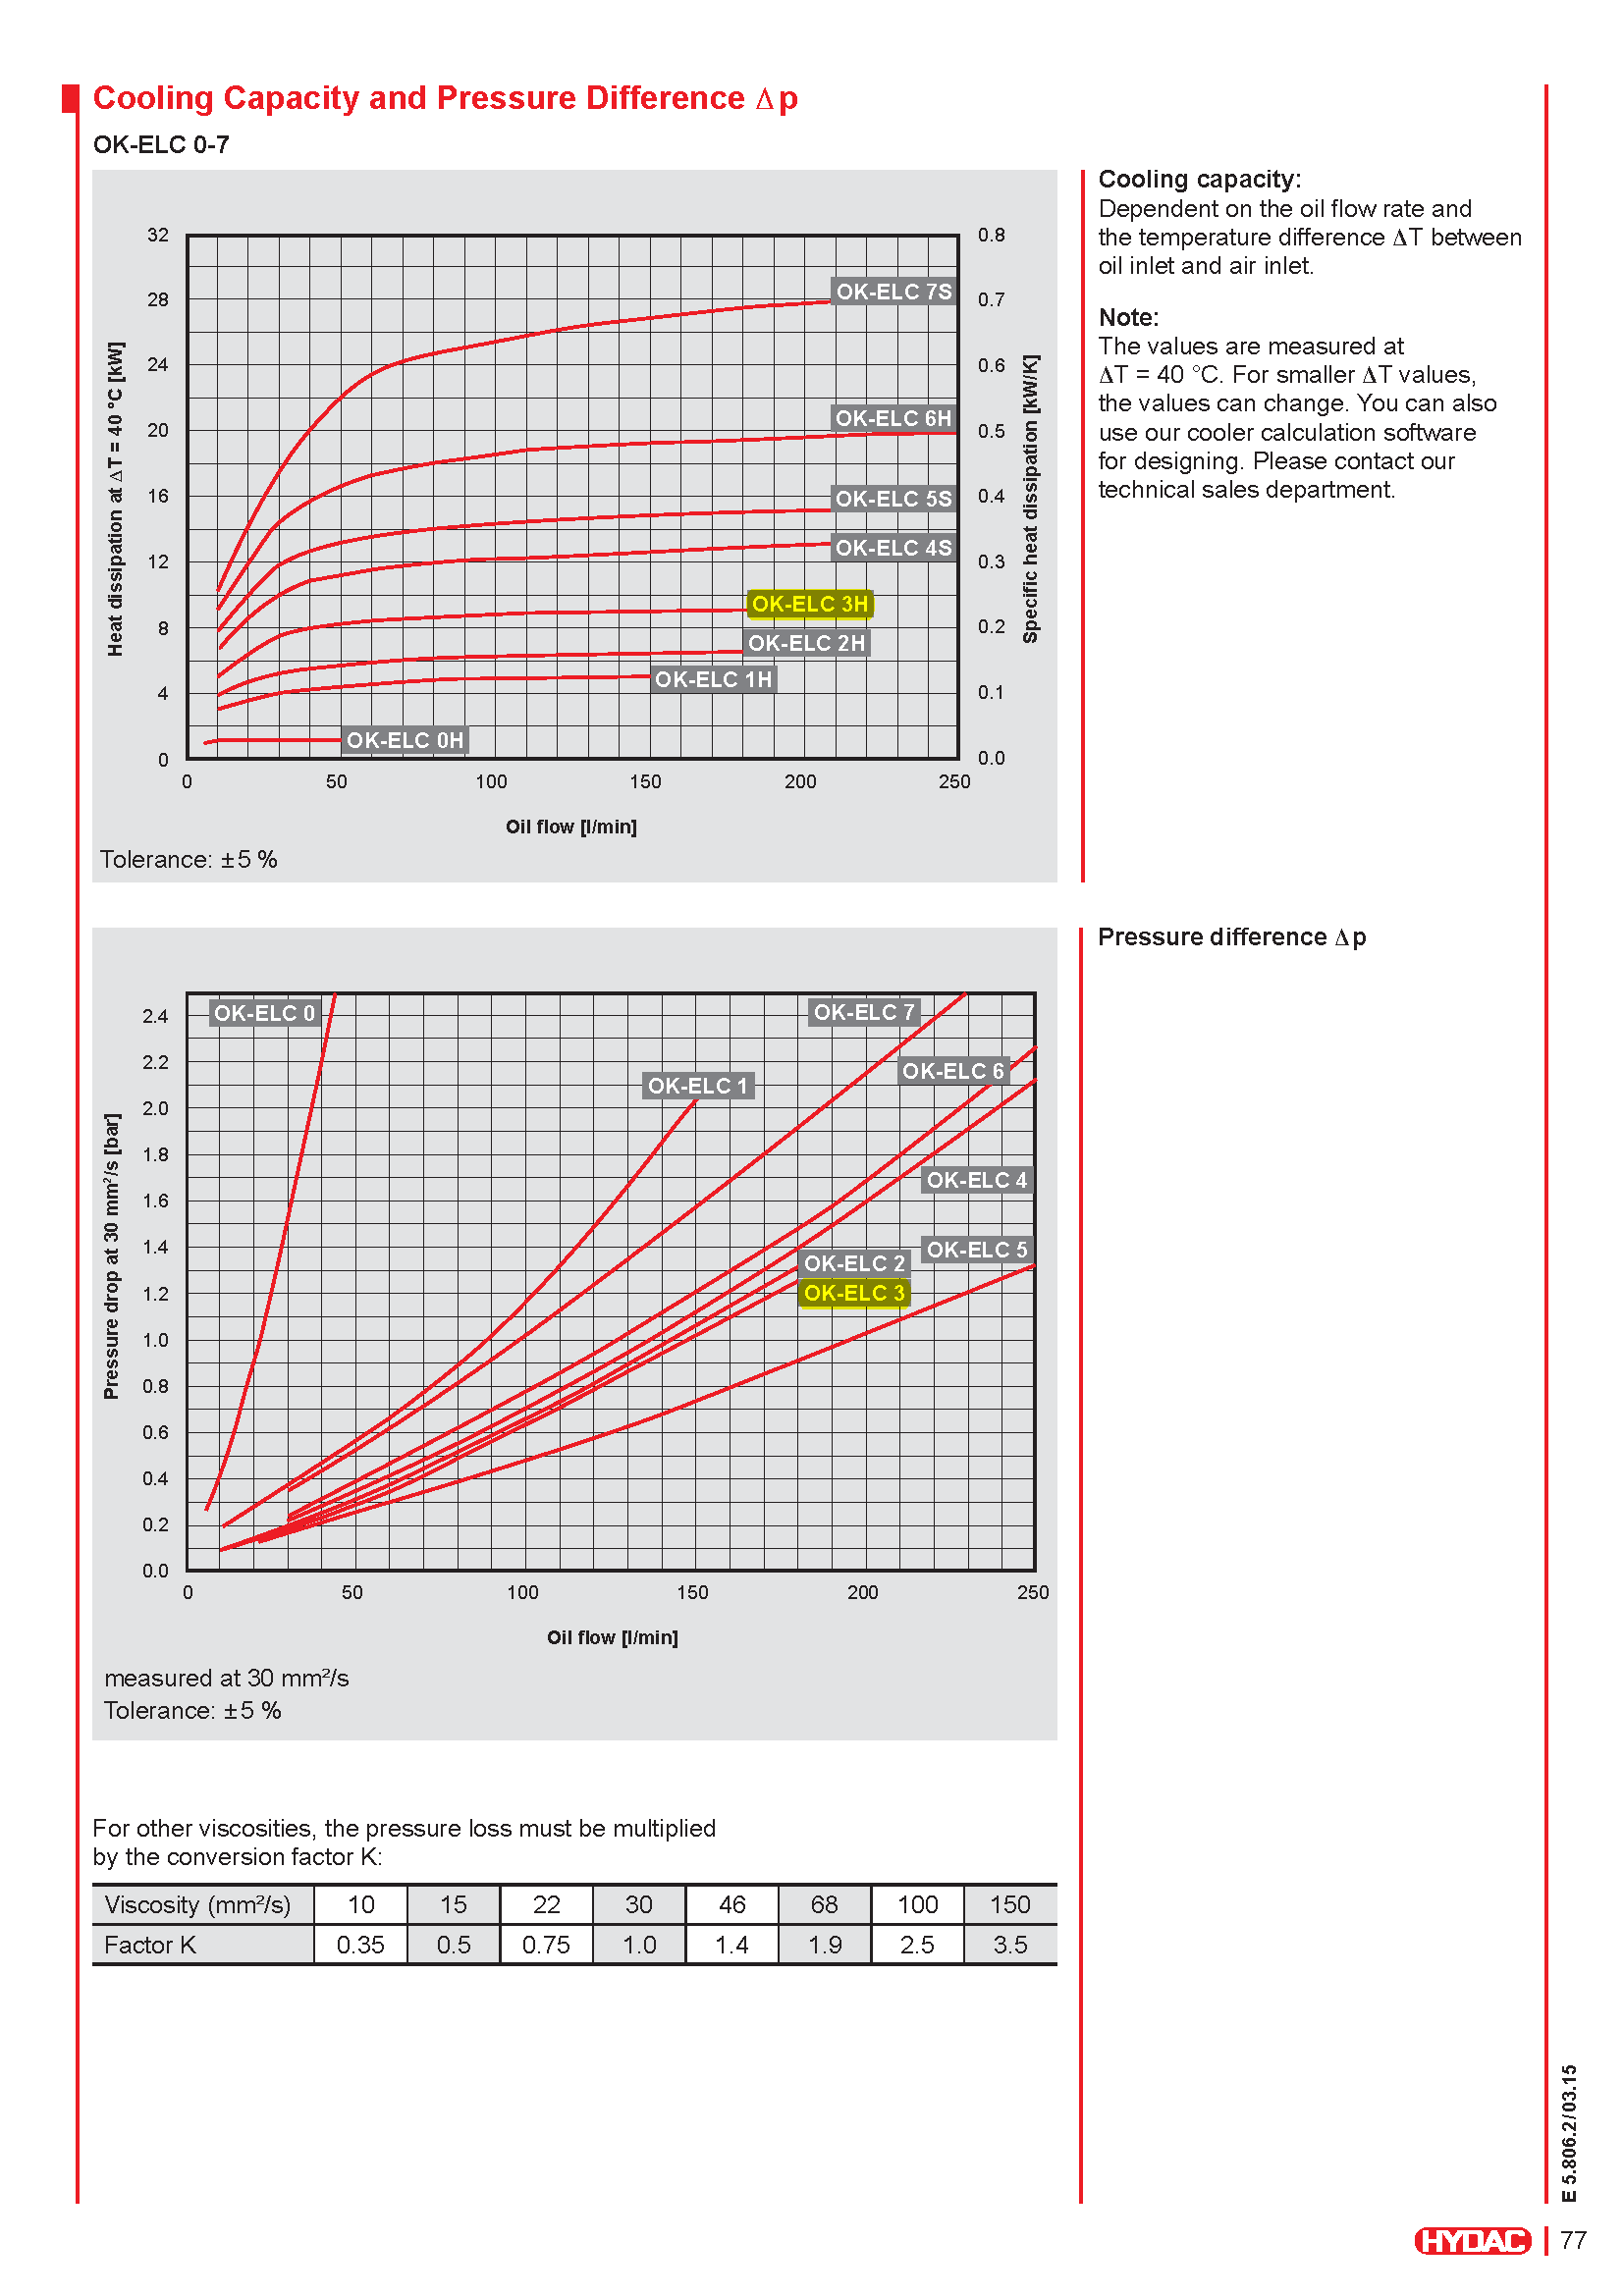 Cooling Capacity and Pressure Difference Δp
OK-ELC 0-7
32
28
24
20
16
12
8
4
0
Heat dissipation at ΔT = 40 °C [kW]
0.8
0.7
0.6
0.5
0.4
0.3
0.2
0.1
0.0
Specific heat dissipation [kW/K]
OK-ELC 7S
OK-ELC 6H
OK-ELC 5S
OK-ELC 4S
OK-ELC 3H
OK-ELC 2H
OK-ELC 1H
OK-ELC 0H
0 50 100 150 200 250
Oil flow [l/min]
Tolerance: ±5 %
Cooling capacity:
Dependent on the oil flow rate and
the temperature difference ΔT between
oil inlet and air inlet.
Note:
The values are measured at
ΔT = 40 °C. For smaller ΔT values,
the values can change. You can also
use our cooler calculation software
for designing. Please contact our
technical sales department.
Pressure difference Δp
2.4
2.2
2.0
1.8
1.6
1.4
1.2
1.0
0.8
0.6
0.4
0.2
0.0
Pressure drop at 30 mm²/s [bar]
OK-ELC 0
OK-ELC 7
OK-ELC 6
OK-ELC 1
OK-ELC 4
OK-ELC 5
OK-ELC 2
OK-ELC 3
0 50 100 150 200 250
Oil flow [l/min]
measured at 30 mm²/s
Tolerance: ±5 %
For other viscosities, the pressure loss must be multiplied
by the conversion factor K:
Viscosity (mm²/s) 10 15 22 30 46 68 100 150
Factor K 0.35 0.5 0.75 1.0 1.4 1.9 2.5 3.5
E 5.806.2/03.15
HYDAC 77